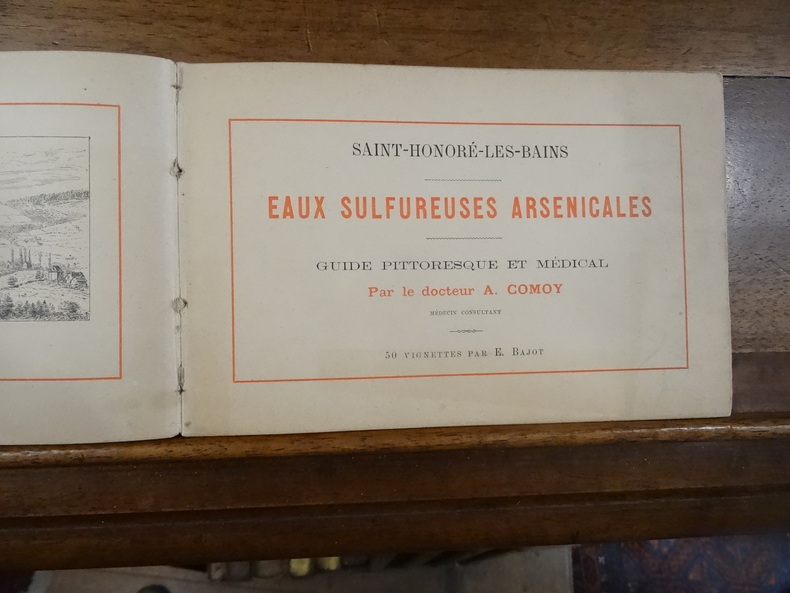 SAINT-HONORÉ-LES-BAINS
EAUX SULFUREUSES ARSENICALES
GUIDE PITTORESQUE ET MÉDICAL
Par le docteur A. COMOY
MÉDECIN CONSULTANT
50 VIGNETTES PAR E. BAJOT